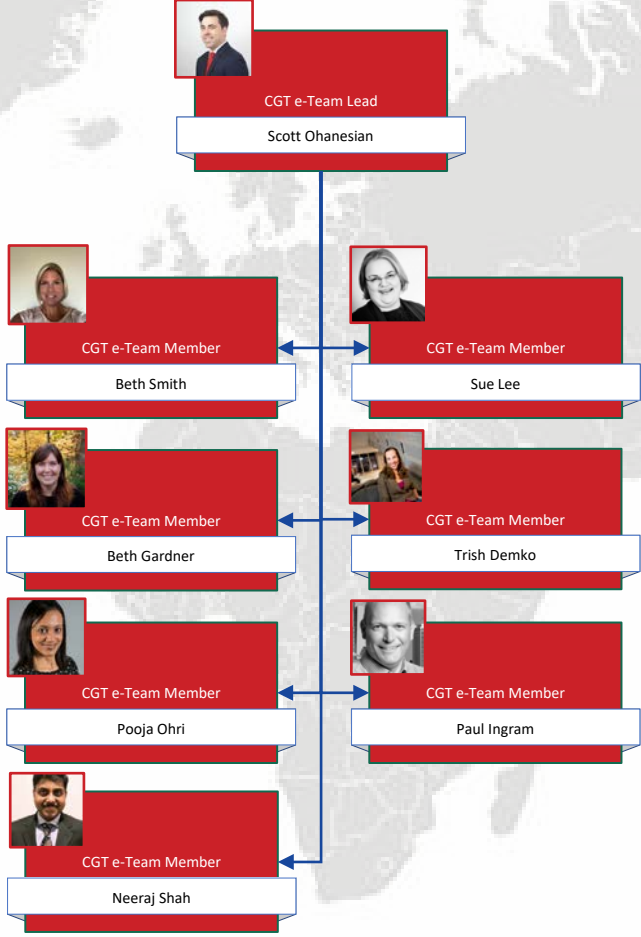 CGT e-Team Lead
Scott Ohanesian
CGT e-Team Member
Beth Smith
CGT e-Team Member
Sue Lee
CGT e-Team Member
Beth Gardner
CGT e-Team Member
Trish Demko
CGT e-Team Member
Pooja Ohri
CGT e-Team Member
Paul Ingram
CGT e-Team Member
Neeraj Shah